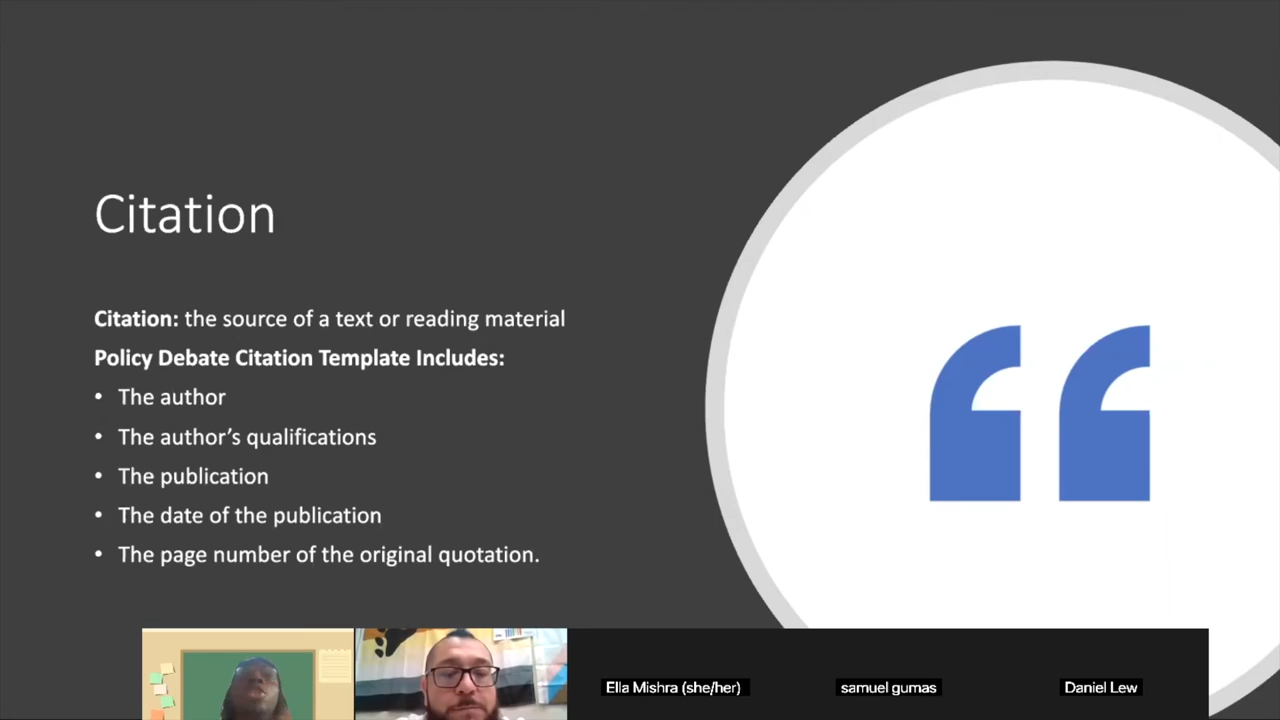 Citation
Citation: the source of a text or reading material
Policy Debate Citation Template Includes:
• The author
• The author's qualifications
• The publication
• The date of the publication
• The page number of the original quotation.
Ella Mishra (she/her)
samuel gumas
Daniel Lew